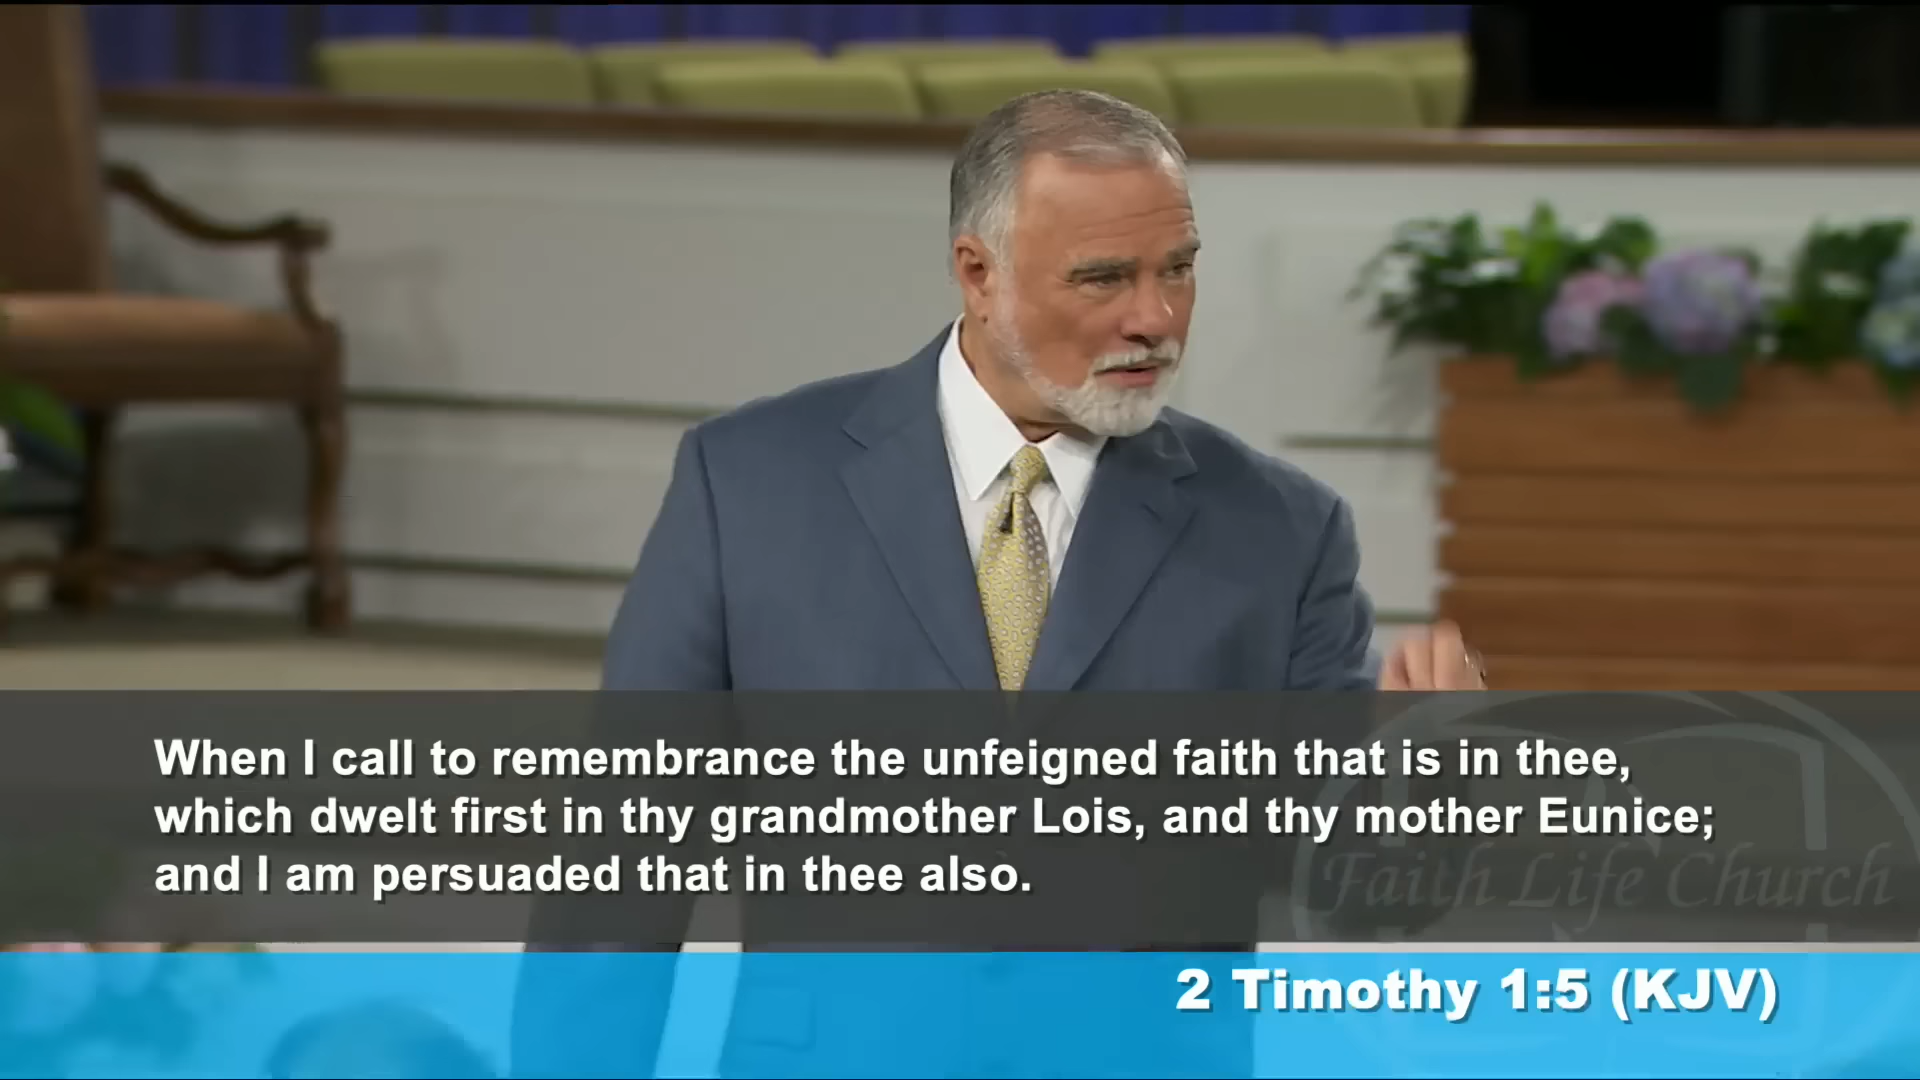 When I call to remembrance the unfeigned faith that is in thee,
which dwelt first in thy grandmother Lois, and thy mother Eunice;
and I am persuaded that in thee also.
Faith Life Church
2 Timothy 1:5 (KJV)